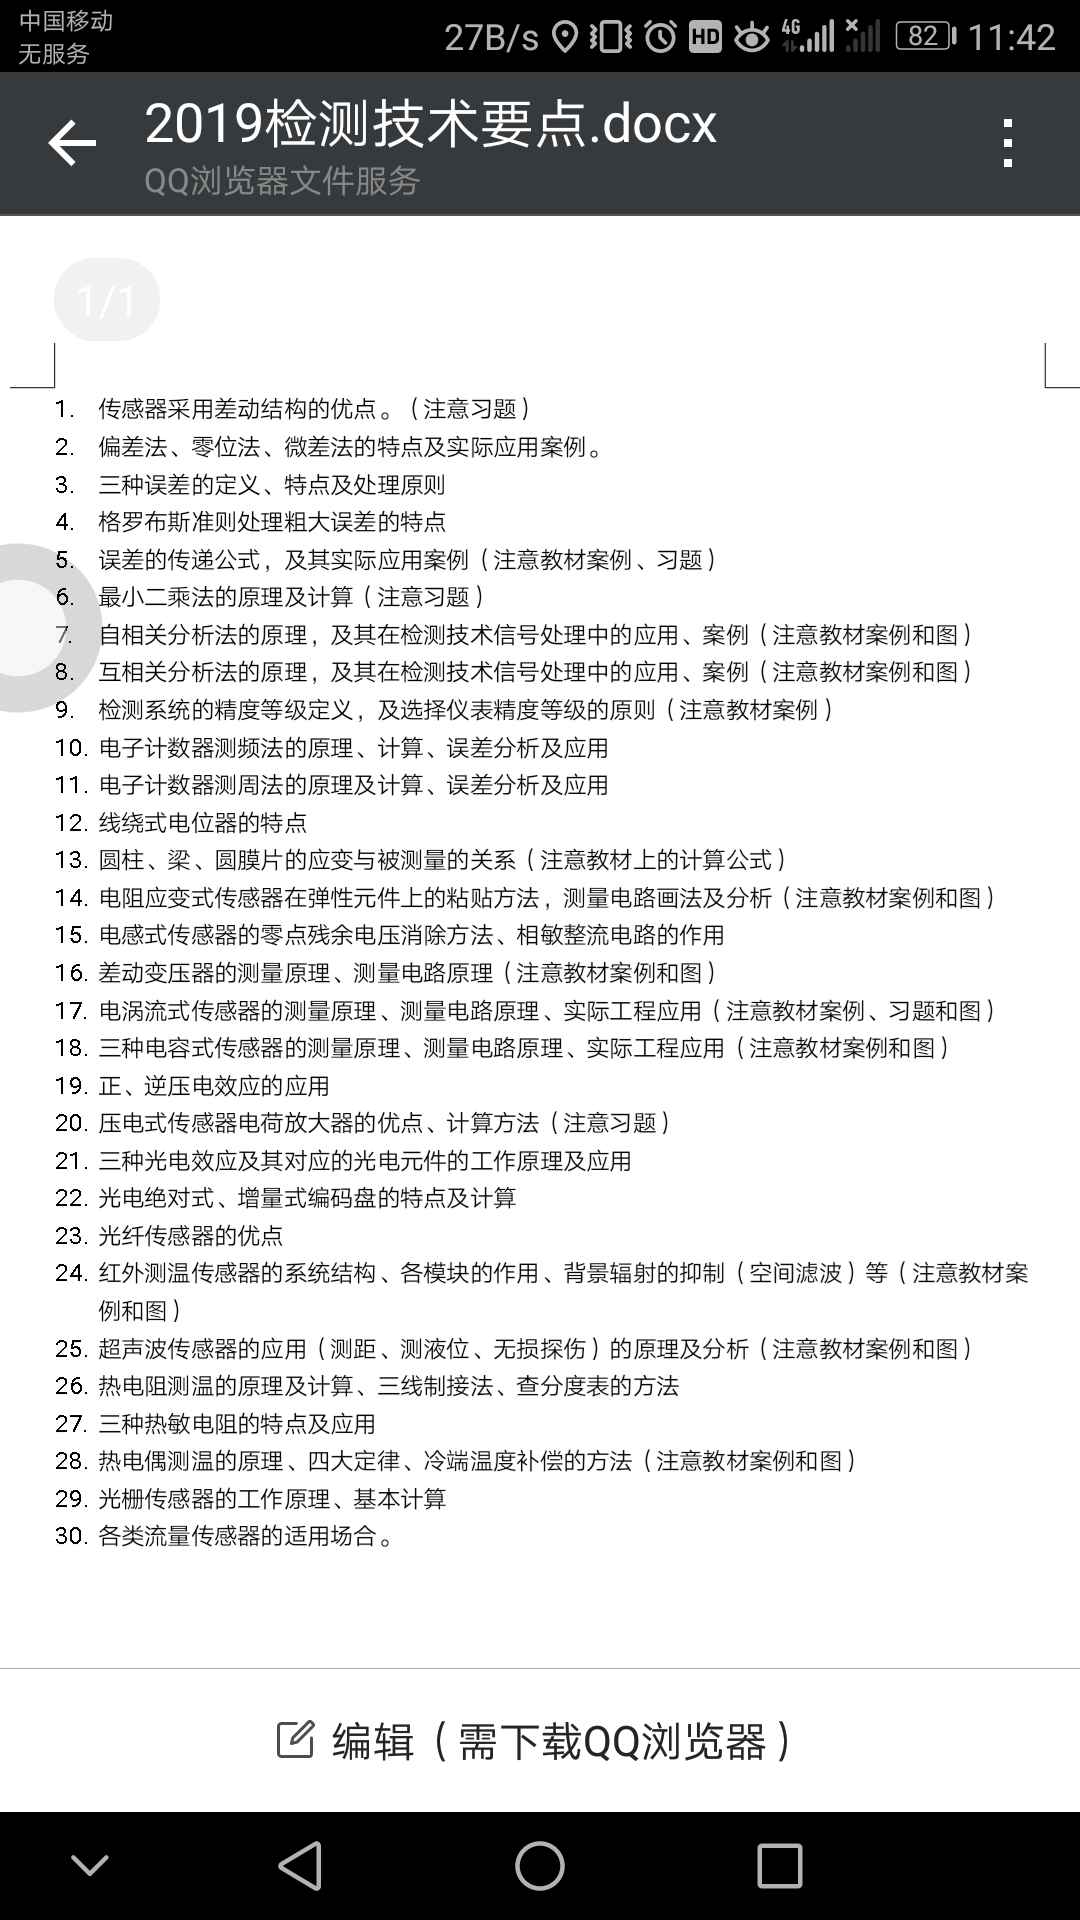 中国移动
无服务
27B/s HD 4G 82 11:42
2019检测技术要点.docx
QQ浏览器文件服务
1/1
1. 传感器采用差动结构的优点。（注意习题）
2. 偏差法、零位法、微差法的特点及实际应用案例。
3. 三种误差的定义、特点及处理原则
4. 格罗布斯准则处理粗大误差的特点
5. 误差的传递公式，及其实际应用案例（注意教材案例、习题）
6. 最小二乘法的原理及计算（注意习题）
7. 自相关分析法的原理，及其在检测技术信号处理中的应用、案例（注意教材案例和图）
8. 互相关分析法的原理，及其在检测技术信号处理中的应用、案例（注意教材案例和图）
9. 检测系统的精度等级定义，及选择仪表精度等级的原则（注意教材案例）
10. 电子计数器测频法的原理、计算、误差分析及应用
11. 电子计数器测周法的原理及计算、误差分析及应用
12. 线绕式电位器的特点
13. 圆柱、梁、圆膜片的应变与被测量的关系（注意教材上的计算公式）
14. 电阻应变式传感器在弹性元件上的粘贴方法，测量电路画法及分析（注意教材案例和图）
15. 电感式传感器的零点残余电压消除方法、相敏整流电路的作用
16. 差动变压器的测量原理、测量电路原理（注意教材案例和图）
17. 电涡流式传感器的测量原理、测量电路原理、实际工程应用（注意教材案例、习题和图）
18. 三种电容式传感器的测量原理、测量电路原理、实际工程应用（注意教材案例和图）
19. 正、逆压电效应的应用
20. 压电式传感器电荷放大器的优点、计算方法（注意习题）
21. 三种光电效应及其对应的光电元件的工作原理及应用
22. 光电绝对式、增量式编码盘的特点及计算
23. 光纤传感器的优点
24. 红外测温传感器的系统结构、各模块的作用、背景辐射的抑制（空间滤波）等（注意教材案
例和图）
25. 超声波传感器的应用（测距、测液位、无损探伤）的原理及分析（注意教材案例和图）
26. 热电阻测温的原理及计算、三线制接法、查分度表的方法
27. 三种热敏电阻的特点及应用
28. 热电偶测温的原理、四大定律、冷端温度补偿的方法（注意教材案例和图）
29. 光栅传感器的工作原理、基本计算
30. 各类流量传感器的适用场合。
编辑（需下载QQ浏览器）